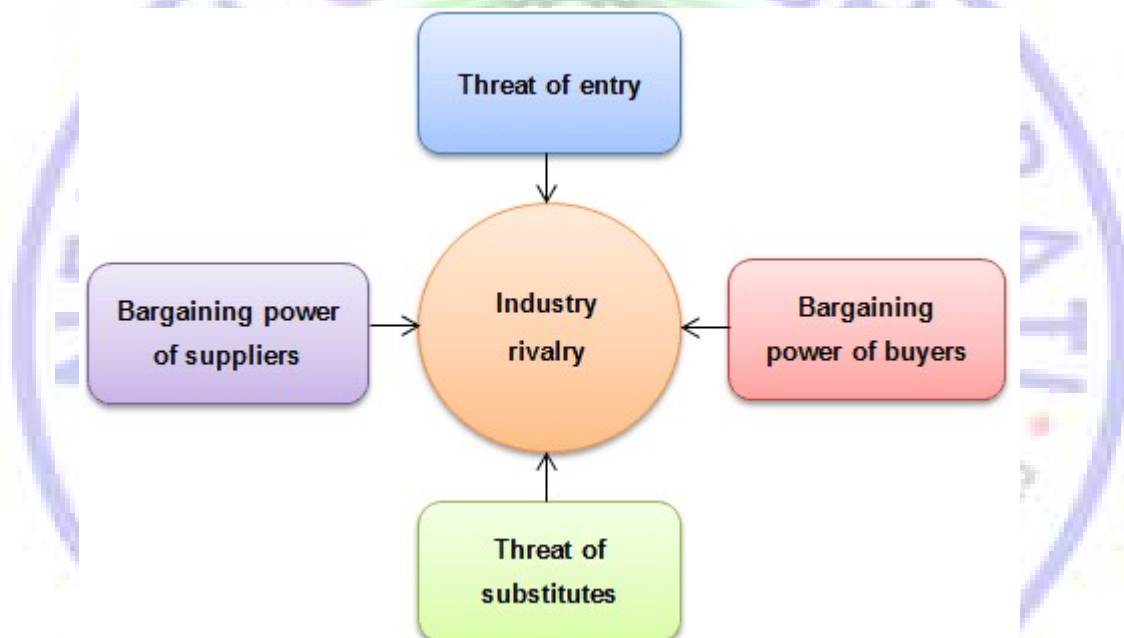 Threat of entry
Bargaining power
of suppliers
Industry
rivalry
Bargaining
power of buyers
Threat of
substitutes